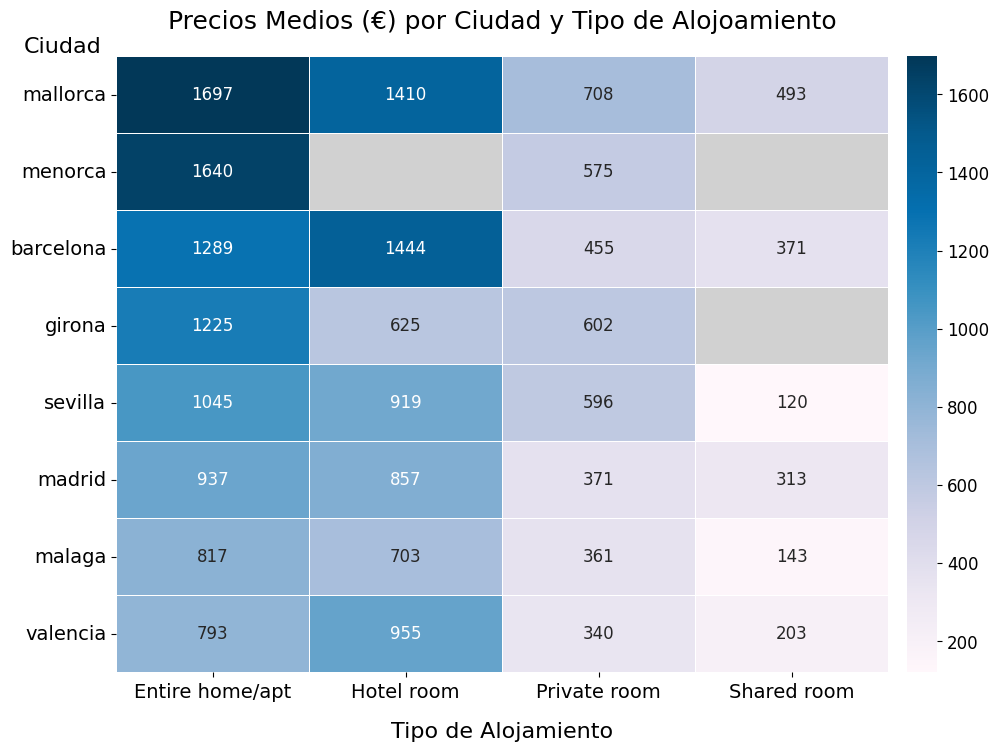 Precios Medios (€) por Ciudad y Tipo de Alojoamiento
Ciudad
mallorca 1697 1410 708 493
menorca 1640 575
barcelona 1289 1444 455 371
girona 1225 625 602
sevilla 1045 919 596 120
madrid 937 857 371 313
malaga 817 703 361 143
valencia 793 955 340 203
Entire home/apt Hotel room Private room Shared room
Tipo de Alojamiento
1600
1400
1200
1000
800
600
400
200